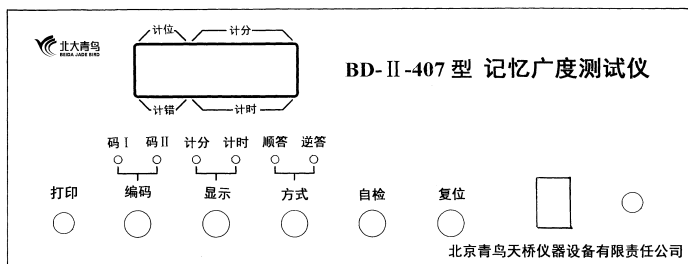 计位 计分
北大青鸟
BEIDA JADE BIRD
BD-Ⅱ-407型 记忆广度测试仪
计错 计时
码Ⅰ 码Ⅱ 计分 计时 顺答 逆答
打印 编码 显示 方式 自检 复位
北京青鸟天桥仪器设备有限责任公司